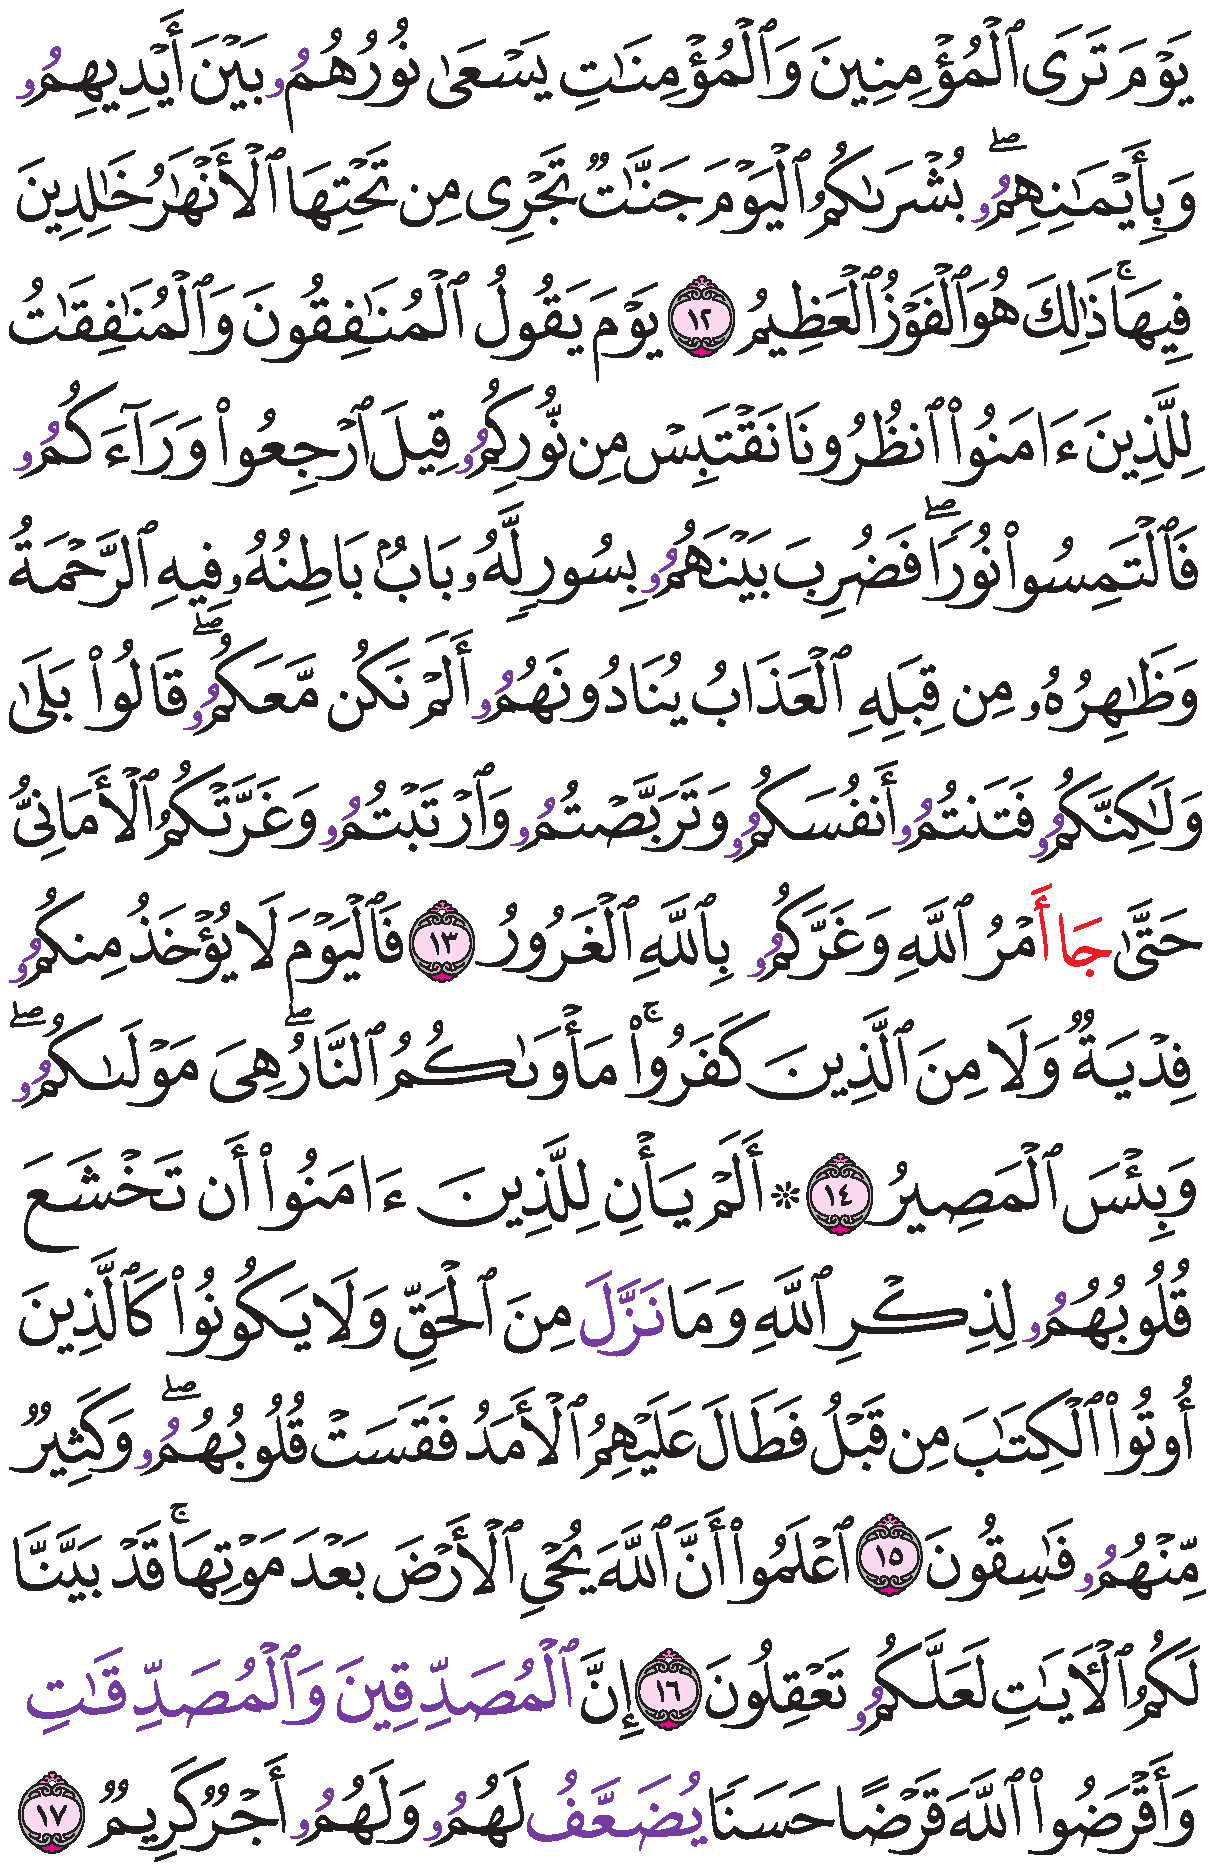 يَوْمَ تَرَى ٱلْمُؤْمِنِينَ وَٱلْمُؤْمِنَٰتِ يَسْعَىٰ نُورُهُمُۥ بَيْنَ أَيْدِيهِمُۥ
وَبِأَيْمَٰنِهِمُۥۖ بُشْرَىٰكُمُ ٱلْيَوْمَ جَنَّٰتٌ تَجْرِى مِن تَحْتِهَا ٱلْأَنْهَٰرُ خَٰلِدِينَ
فِيهَاۚ ذَٰلِكَ هُوَ ٱلْفَوْزُ ٱلْعَظِيمُ ١٢ يَوْمَ يَقُولُ ٱلْمُنَٰفِقُونَ وَٱلْمُنَٰفِقَٰتُ
لِلَّذِينَ ءَامَنُوا۟ ٱنظُرُونَا نَقْتَبِسْ مِن نُّورِكُمُۥ قِيلَ ٱرْجِعُوا۟ وَرَآءَكُمُۥ
فَٱلْتَمِسُوا۟ نُورًاۖ فَضُرِبَ بَيْنَهُمُۥ بِسُورٍ لَّهُۥ بَابٌۢ بَاطِنُهُۥ فِيهِ ٱلرَّحْمَةُ
وَظَٰهِرُهُۥ مِن قِبَلِهِ ٱلْعَذَابُ يُنَادُونَهُمُۥ أَلَمْ نَكُن مَّعَكُمُۥۖ قَالُوا۟ بَلَىٰ
وَلَٰكِنَّكُمُۥ فَتَنتُمُۥ أَنفُسَكُمُۥ وَتَرَبَّصْتُمُۥ وَٱرْتَبْتُمُۥ وَغَرَّتْكُمُ ٱلْأَمَانِىُّ
حَتَّىٰ جَا أَمْرُ ٱللَّهِ وَغَرَّكُمُۥ بِٱللَّهِ ٱلْغَرُورُ ١٣ فَٱلْيَوْمَ لَا يُؤْخَذُ مِنكُمُۥ
فِدْيَةٌ وَلَا مِنَ ٱلَّذِينَ كَفَرُوا۟ۚ مَأْوَىٰكُمُ ٱلنَّارُۖ هِىَ مَوْلَىٰكُمُۥۖ
وَبِئْسَ ٱلْمَصِيرُ ١٤ ۞ أَلَمْ يَأْنِ لِلَّذِينَ ءَامَنُوا۟ أَن تَخْشَعَ
قُلُوبُهُمُۥ لِذِكْرِ ٱللَّهِ وَمَا نَزَّلَ مِنَ ٱلْحَقِّ وَلَا يَكُونُوا۟ كَٱلَّذِينَ
أُوتُوا۟ ٱلْكِتَٰبَ مِن قَبْلُ فَطَالَ عَلَيْهِمُ ٱلْأَمَدُ فَقَسَتْ قُلُوبُهُمُۥۖ وَكَثِيرٌ
مِّنْهُمُۥ فَٰسِقُونَ ١٥ ٱعْلَمُوا۟ أَنَّ ٱللَّهَ يُحْىِ ٱلْأَرْضَ بَعْدَ مَوْتِهَاۚ قَدْ بَيَّنَّا
لَكُمُ ٱلْءَايَٰتِ لَعَلَّكُمُۥ تَعْقِلُونَ ١٦ إِنَّ ٱلْمُصَدِّقِينَ وَٱلْمُصَدِّقَٰتِ
وَأَقْرَضُوا۟ ٱللَّهَ قَرْضًا حَسَنًا يُضَعَّفُ لَهُمُۥ وَلَهُمُۥ أَجْرٌ كَرِيمٌ ١٧